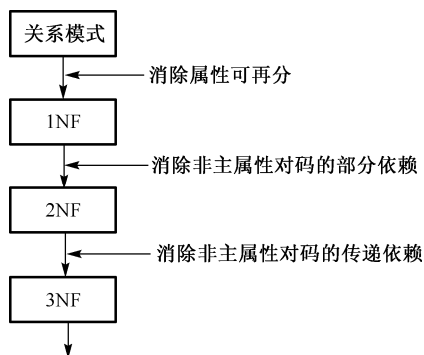 关系模式
消除属性可再分
1NF
消除非主属性对码的部分依赖
2NF
消除非主属性对码的传递依赖
3NF